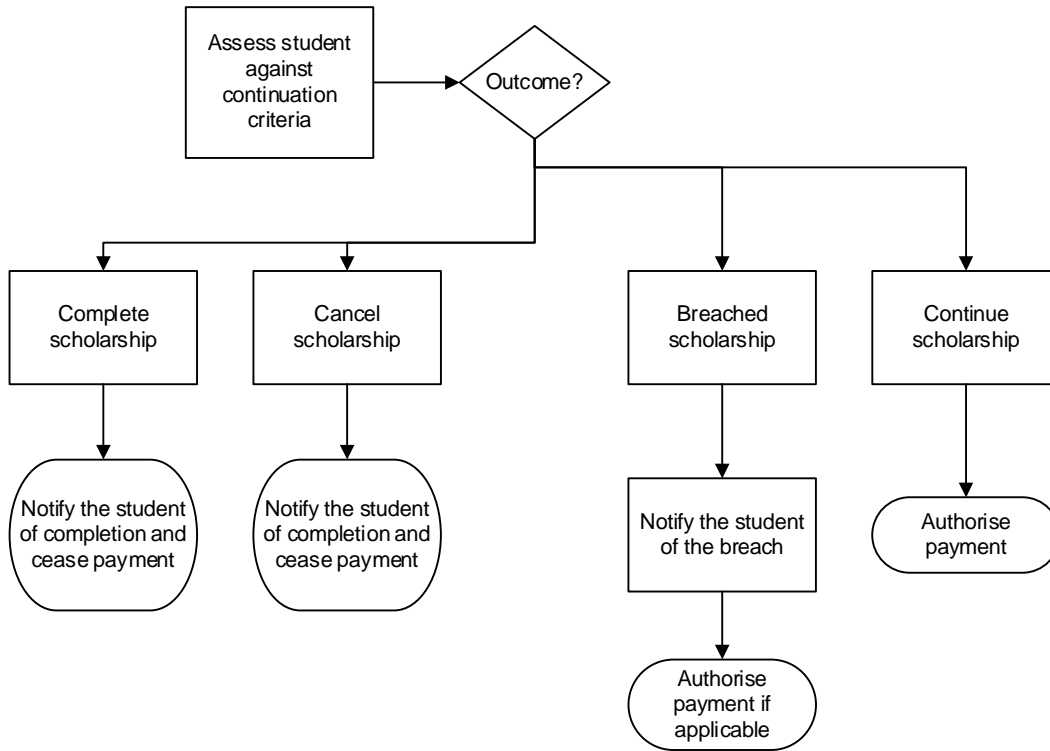 Assess student
against
continuation
criteria
Outcome?
Complete
scholarship
Cancel
scholarship
Breached
scholarship
Continue
scholarship
Notify the student
of completion and
cease payment
Notify the student
of completion and
cease payment
Notify the student
of the breach
Authorise
payment
Authorise
payment if
applicable